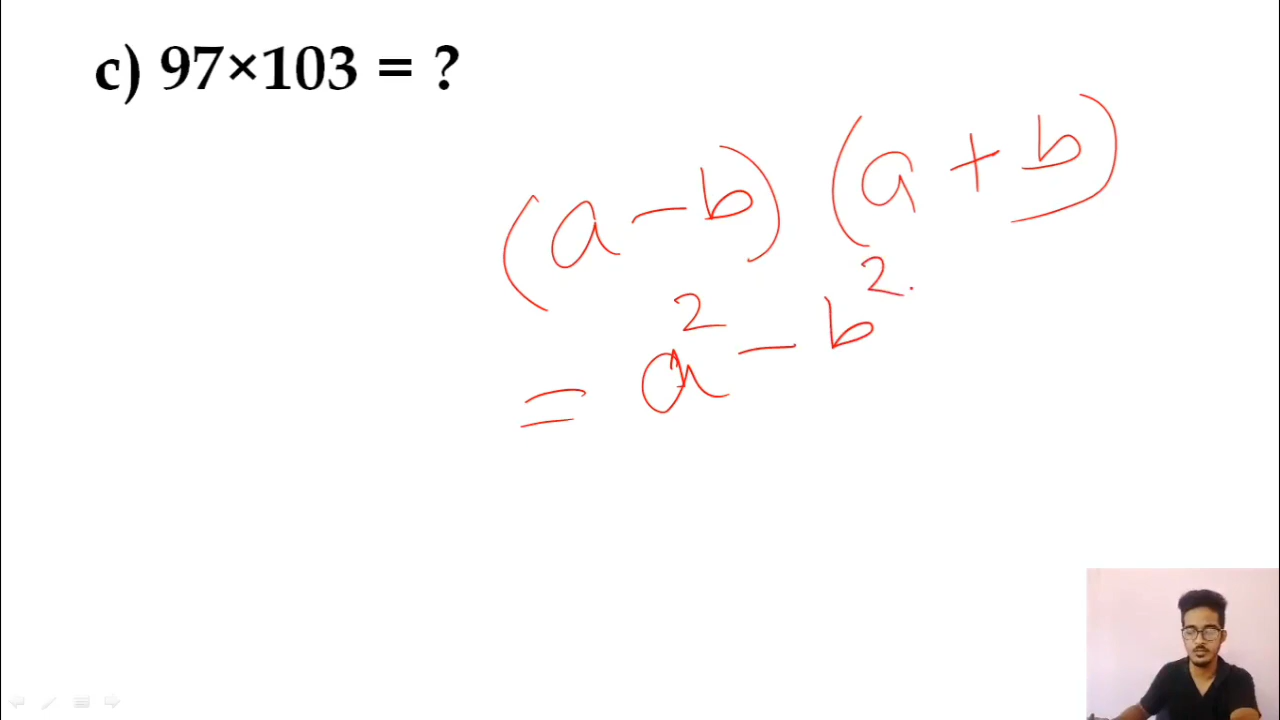 c) 97×103 = ?
(a - b) (a + b)
= a² - b².